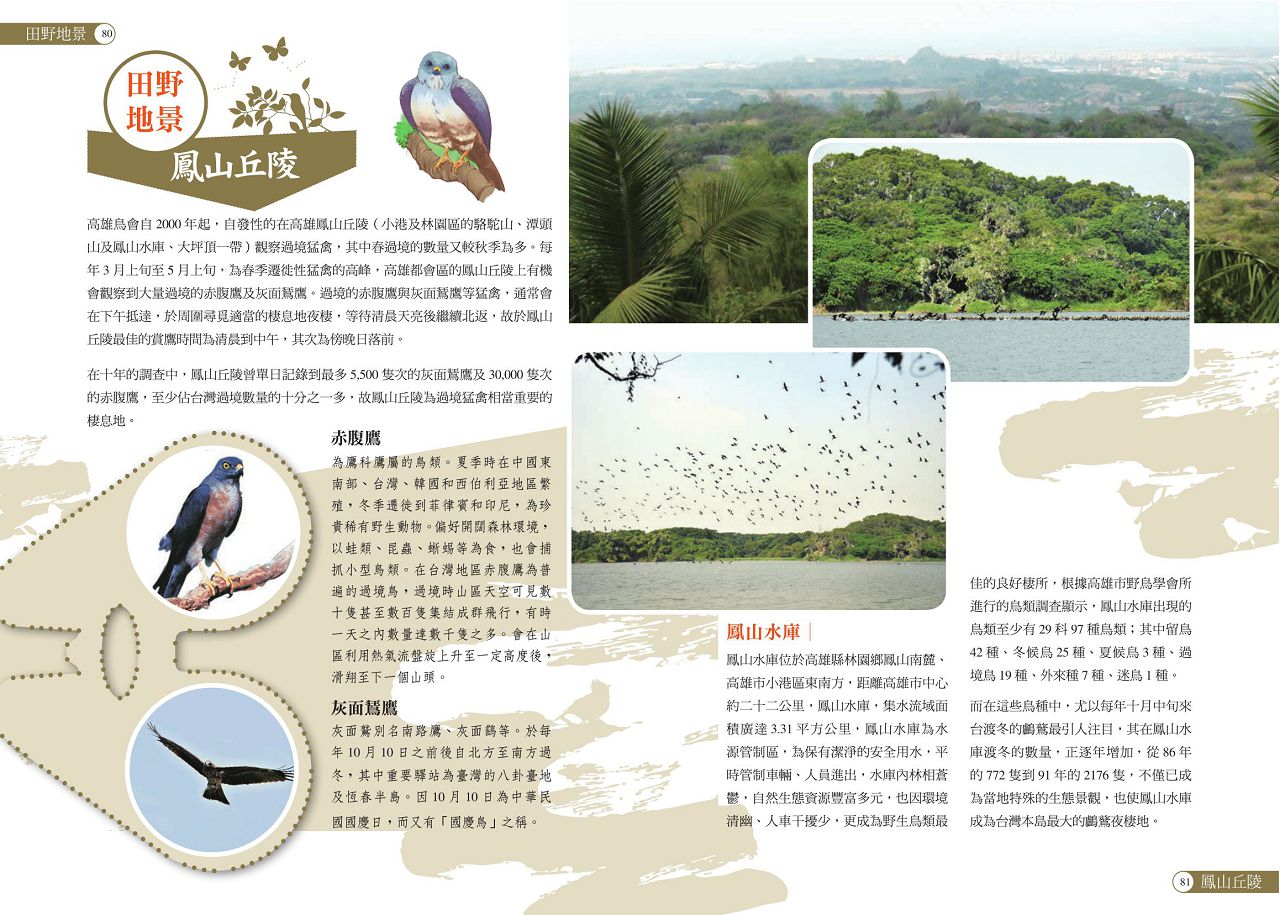 田野地景 80
田野
地景
鳳山丘陵
高雄鳥會自 2000 年起，自發性的在高雄鳳山丘陵（小港及林園區的駱駝山、潭頭
山及鳳山水庫、大坪頂一帶）觀察過境猛禽，其中春過境的數量又較秋季為多。每
年 3 月上旬至 5 月上旬，為春季遷徙性猛禽的高峰，高雄都會區的鳳山丘陵上有機
會觀察到大量過境的赤腹鷹及灰面鵟鷹。過境的赤腹鷹與灰面鵟鷹等猛禽，通常會
在下午抵達，於周圍尋覓適當的棲息地夜棲，等待清晨天亮後繼續北返，故於鳳山
丘陵最佳的賞鷹時間為清晨到中午，其次為傍晚日落前。
在十年的調查中，鳳山丘陵曾單日記錄到最多 5,500 隻次的灰面鵟鷹及 30,000 隻次
的赤腹鷹，至少佔台灣過境數量的十分之一多，故鳳山丘陵為過境猛禽相當重要的
棲息地。
赤腹鷹
為鷹科鷹屬的鳥類。夏季時在中國東
南部、台灣、韓國和西伯利亞地區繁
殖，冬季遷徙到菲律賓和印尼，為珍
貴稀有野生動物。偏好開闊森林環境，
以蛙類、昆蟲、蜥蜴等為食，也會捕
抓小型鳥類。在台灣地區赤腹鷹為普
遍的過境鳥，過境時山區天空可見數
十隻甚至數百隻集結成群飛行，有時
一天之內數量達數千隻之多。會在山
區利用熱氣流盤旋上升至一定高度後，
滑翔至下一個山頭。
灰面鵟鷹
灰面鵟別名南路鷹、灰面鷂等。於每
年 10 月 10 日之前後自北方至南方過
冬，其中重要驛站為臺灣的八卦臺地
及恆春半島。因 10 月 10 日為中華民
國國慶日，而又有「國慶鳥」之稱。
鳳山水庫
鳳山水庫位於高雄縣林園鄉鳳山南麓、
高雄市小港區東南方，距離高雄市中心
約二十二公里，鳳山水庫，集水流域面
積廣達 3.31 平方公里，鳳山水庫為水
源管制區，為保有潔淨的安全用水，平
時管制車輛、人員進出，水庫內林相蒼
鬱，自然生態資源豐富多元，也因環境
清幽、人車干擾少，更成為野生鳥類最
佳的良好棲所，根據高雄市野鳥學會所
進行的鳥類調查顯示，鳳山水庫出現的
鳥類至少有 29 科 97 種鳥類；其中留鳥
42 種、冬候鳥 25 種、夏候鳥 3 種、過
境鳥 19 種、外來種 7 種、迷鳥 1 種。
而在這些鳥種中，尤以每年十月中旬來
台渡冬的鸕鶿最引人注目，其在鳳山水
庫渡冬的數量，正逐年增加，從 86 年
的 772 隻到 91 年的 2176 隻，不僅已成
為當地特殊的生態景觀，也使鳳山水庫
成為台灣本島最大的鸕鶿夜棲地。
81 鳳山丘陵